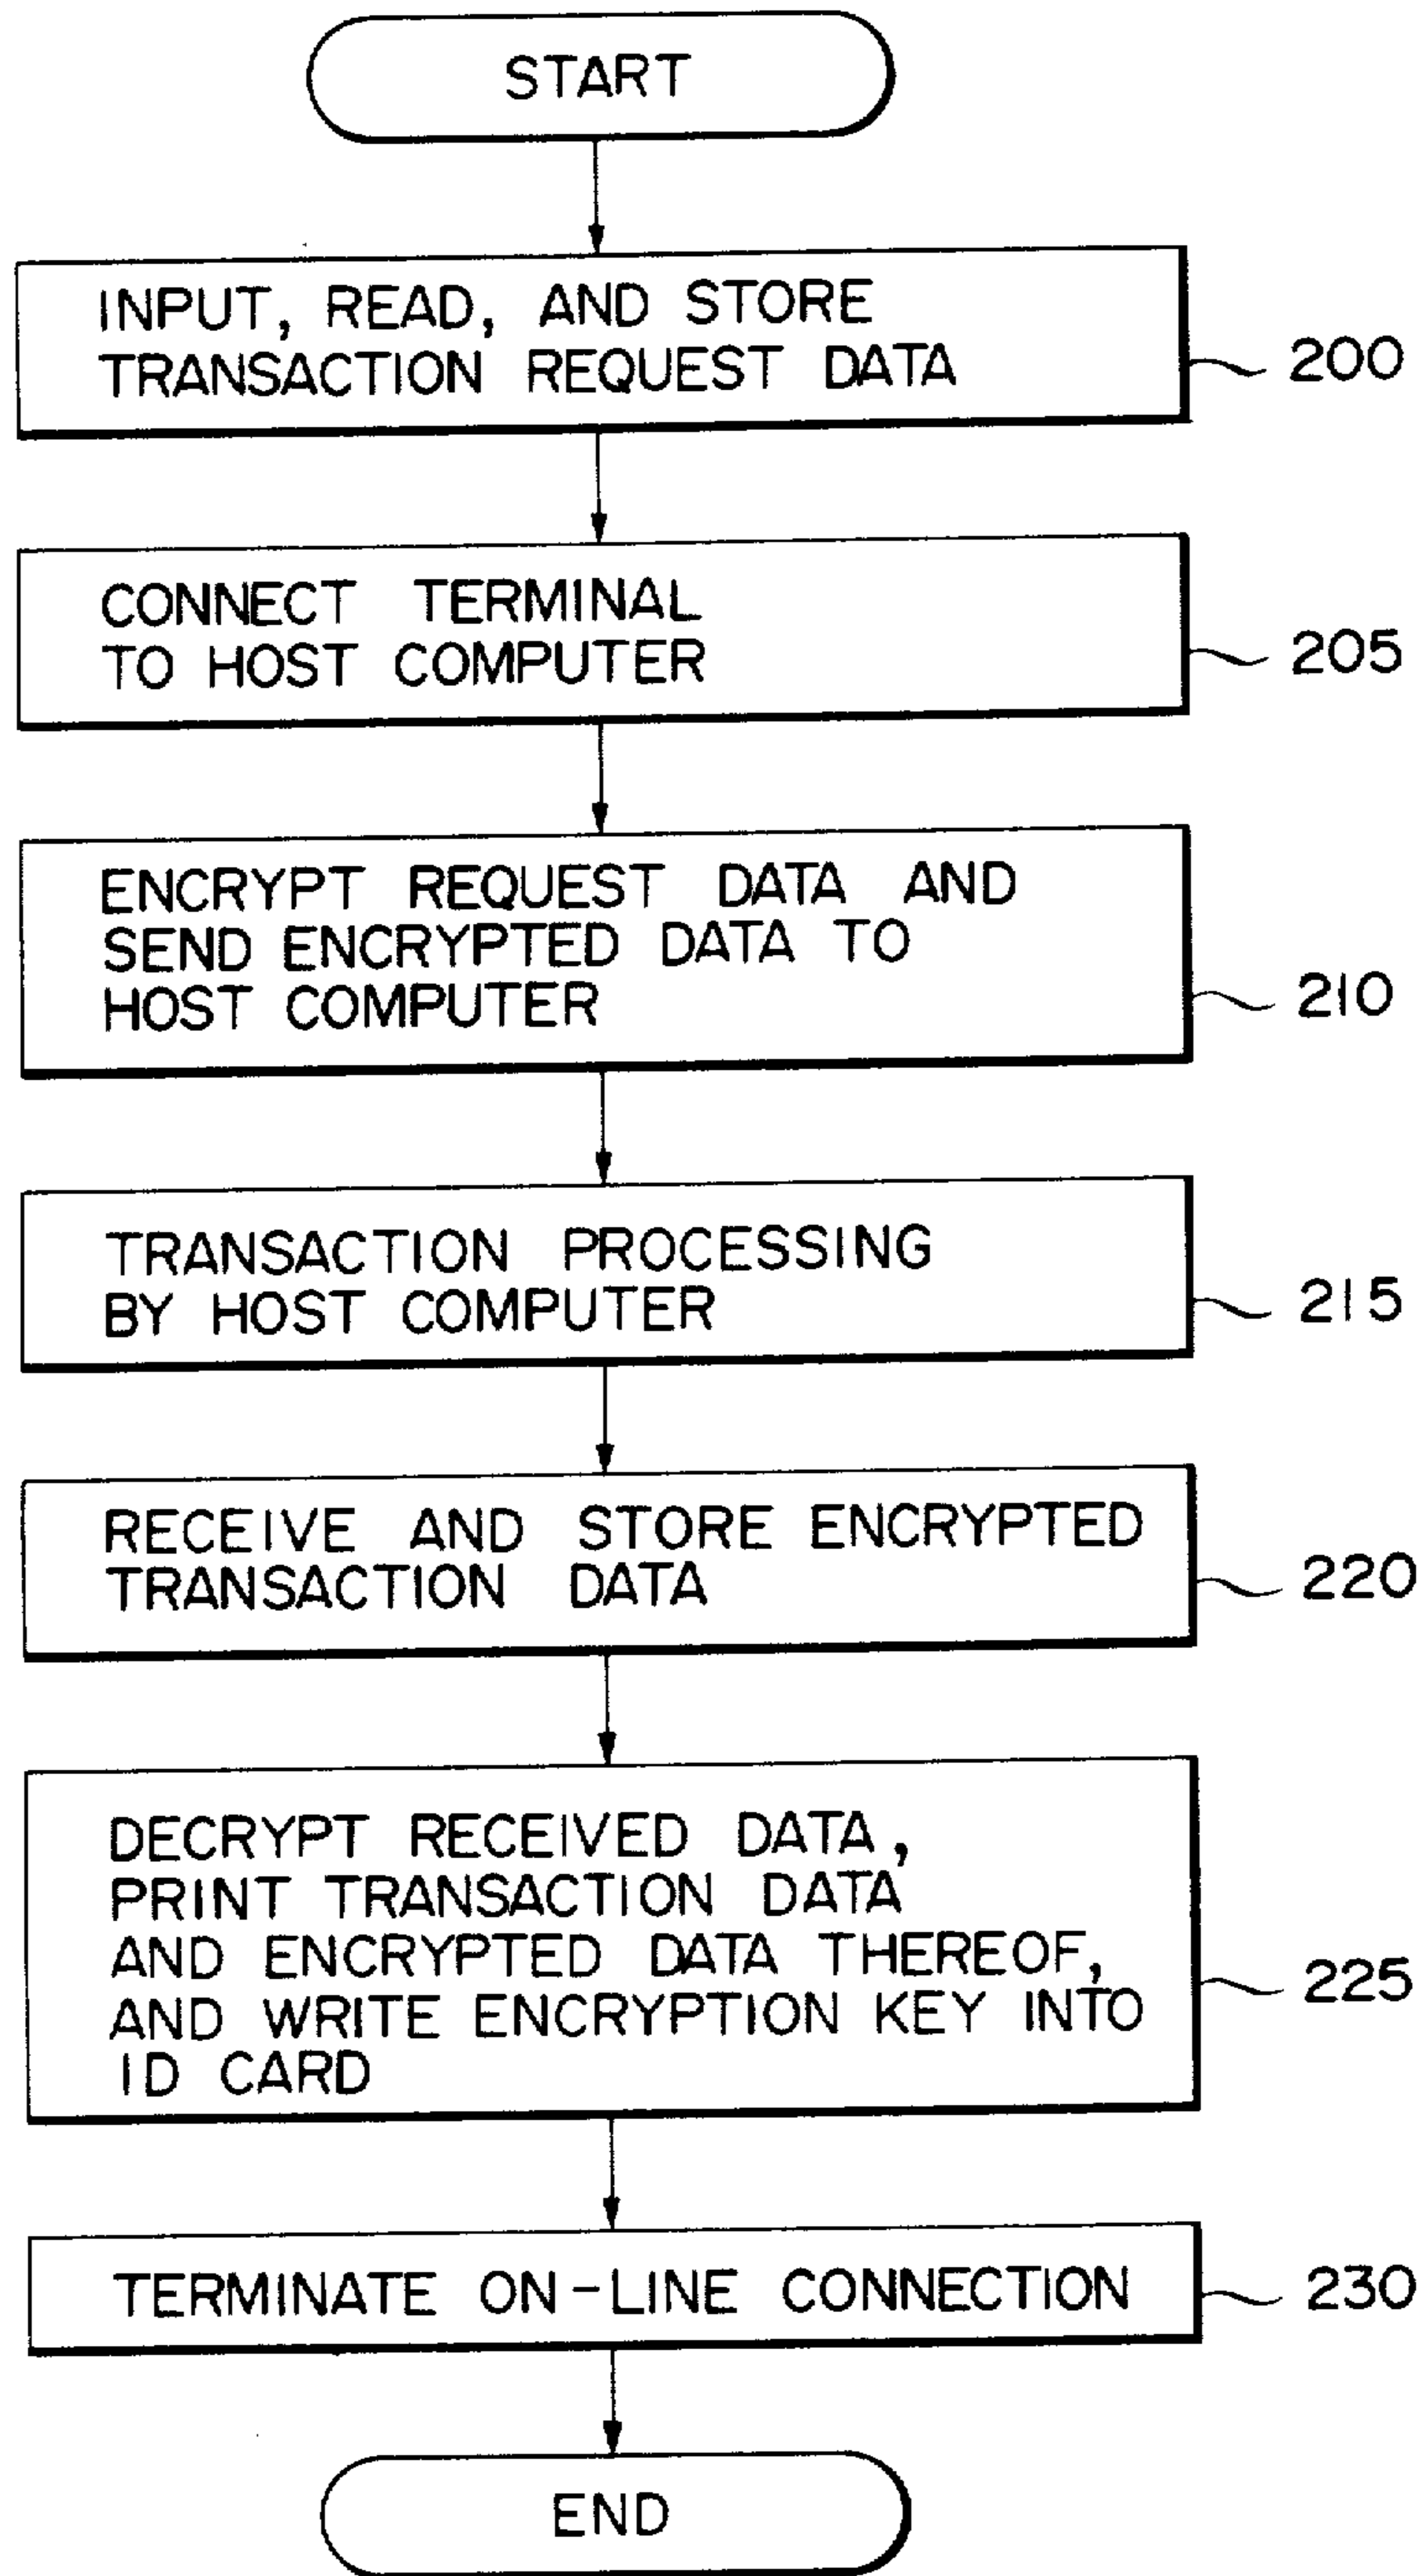 START
INPUT, READ, AND STORE
TRANSACTION REQUEST DATA
200
CONNECT TERMINAL
TO HOST COMPUTER
205
ENCRYPT REQUEST DATA AND
SEND ENCRYPTED DATA TO
HOST COMPUTER
210
TRANSACTION PROCESSING
BY HOST COMPUTER
215
RECEIVE AND STORE ENCRYPTED
TRANSACTION DATA
220
DECRYPT RECEIVED DATA,
PRINT TRANSACTION DATA
AND ENCRYPTED DATA THEREOF,
AND WRITE ENCRYPTION KEY INTO
ID CARD
225
TERMINATE ON-LINE CONNECTION
230
END